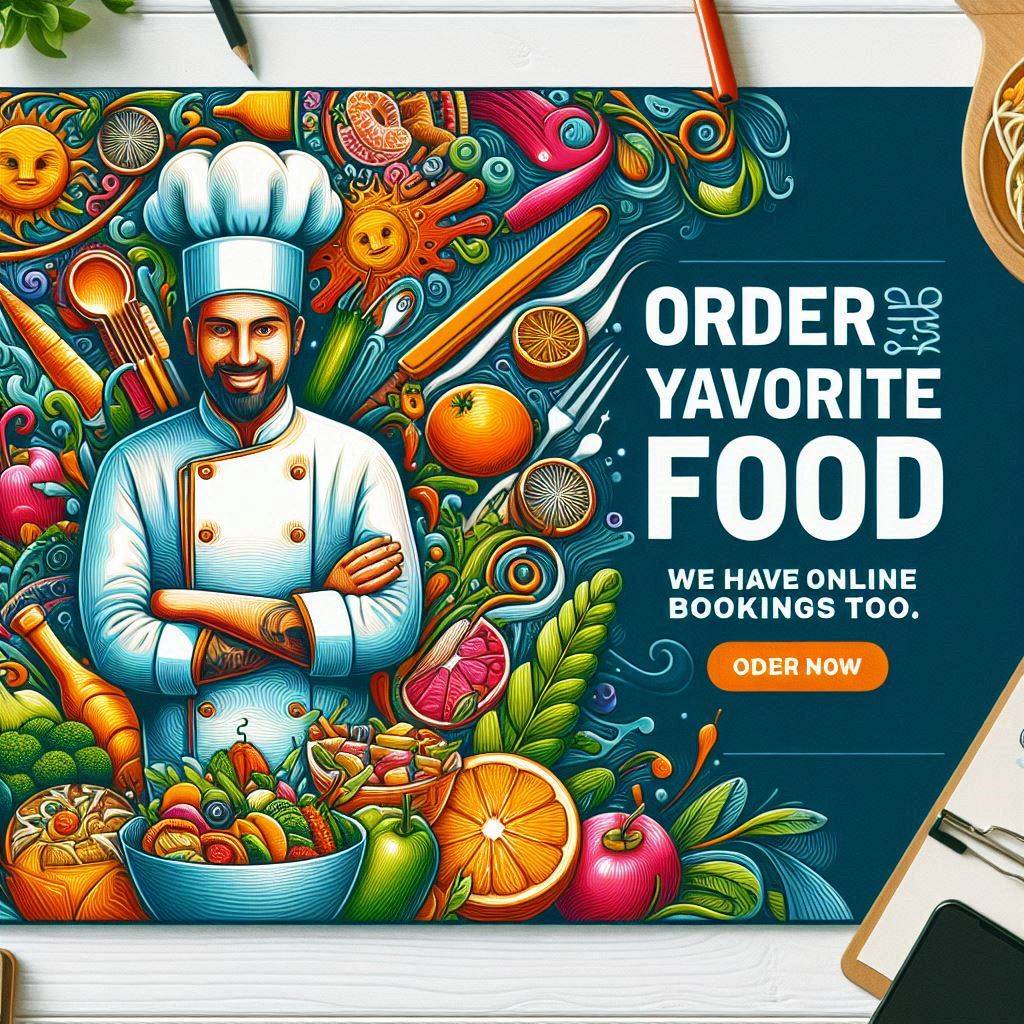 ORDER
YAVORITE
FOOD
WE HAVE ONLINE
BOOKINGS TOO.
ODER NOW